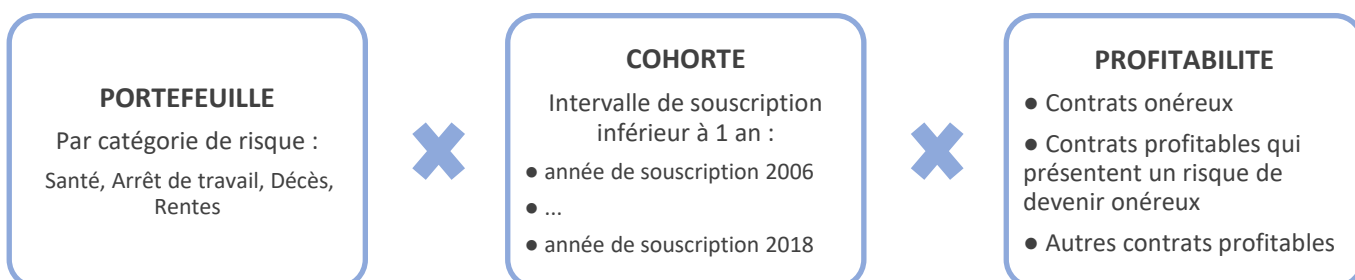 PORTEFEUILLE
Par catégorie de risque :
Santé, Arrêt de travail, Décès,
Rentes
COHORTE
Intervalle de souscription
inférieur à 1 an :
● année de souscription 2006
● ...
● année de souscription 2018
PROFITABILITE
● Contrats onéreux
● Contrats profitables qui
présentent un risque de
devenir onéreux
● Autres contrats profitables